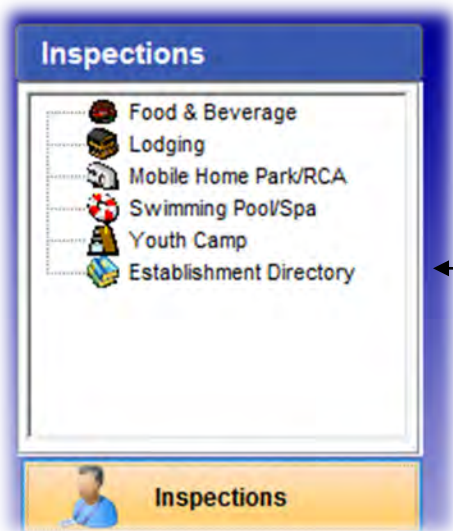 Inspections
Food & Beverage
Lodging
Mobile Home Park/RCA
Swimming Pool/Spa
Youth Camp
Establishment Directory
Inspections